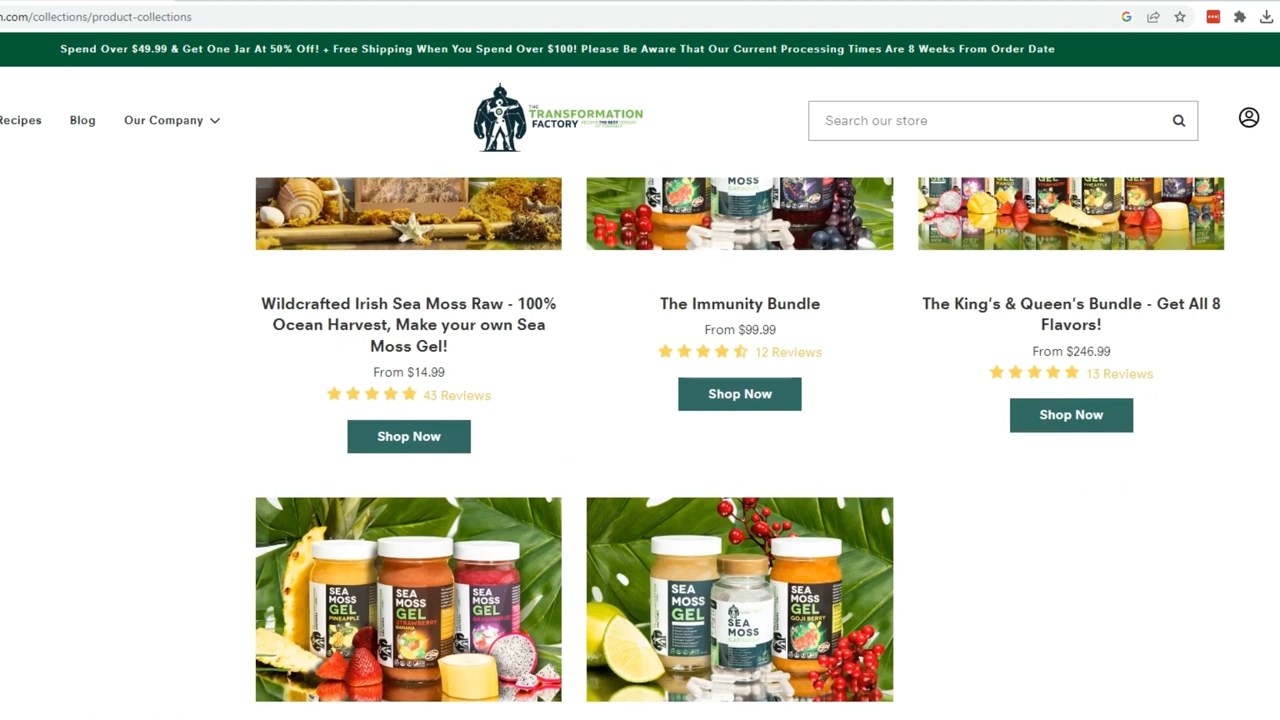 n.com/collections/product-collections
Spend Over $49.99 & Get One Jar At 50% Off! + Free Shipping When You Spend Over $100! Please Be Aware That Our Current Processing Times Are 8 Weeks From Order Date
Recipes
Blog
Our Company
THE
TRANSFORMATION
FACTORY
Search our store
MOSS
Wildcrafted Irish Sea Moss Raw - 100%
Ocean Harvest, Make your own Sea
Moss Gel!
From $14.99
43 Reviews
Shop Now
The Immunity Bundle
From $99.99
12 Reviews
Shop Now
The King's & Queen's Bundle - Get All 8
Flavors!
From $246.99
13 Reviews
Shop Now
SEA
MOSS
GEL
PINEAPPLE
SEA
MOSS
GEL
STRAWBERRY
BANANA
SEA
MOSS
GEL
SEA
MOSS
GEL
SEA
MOSS
SEA
MOSS
GEL
GOJI BERRY